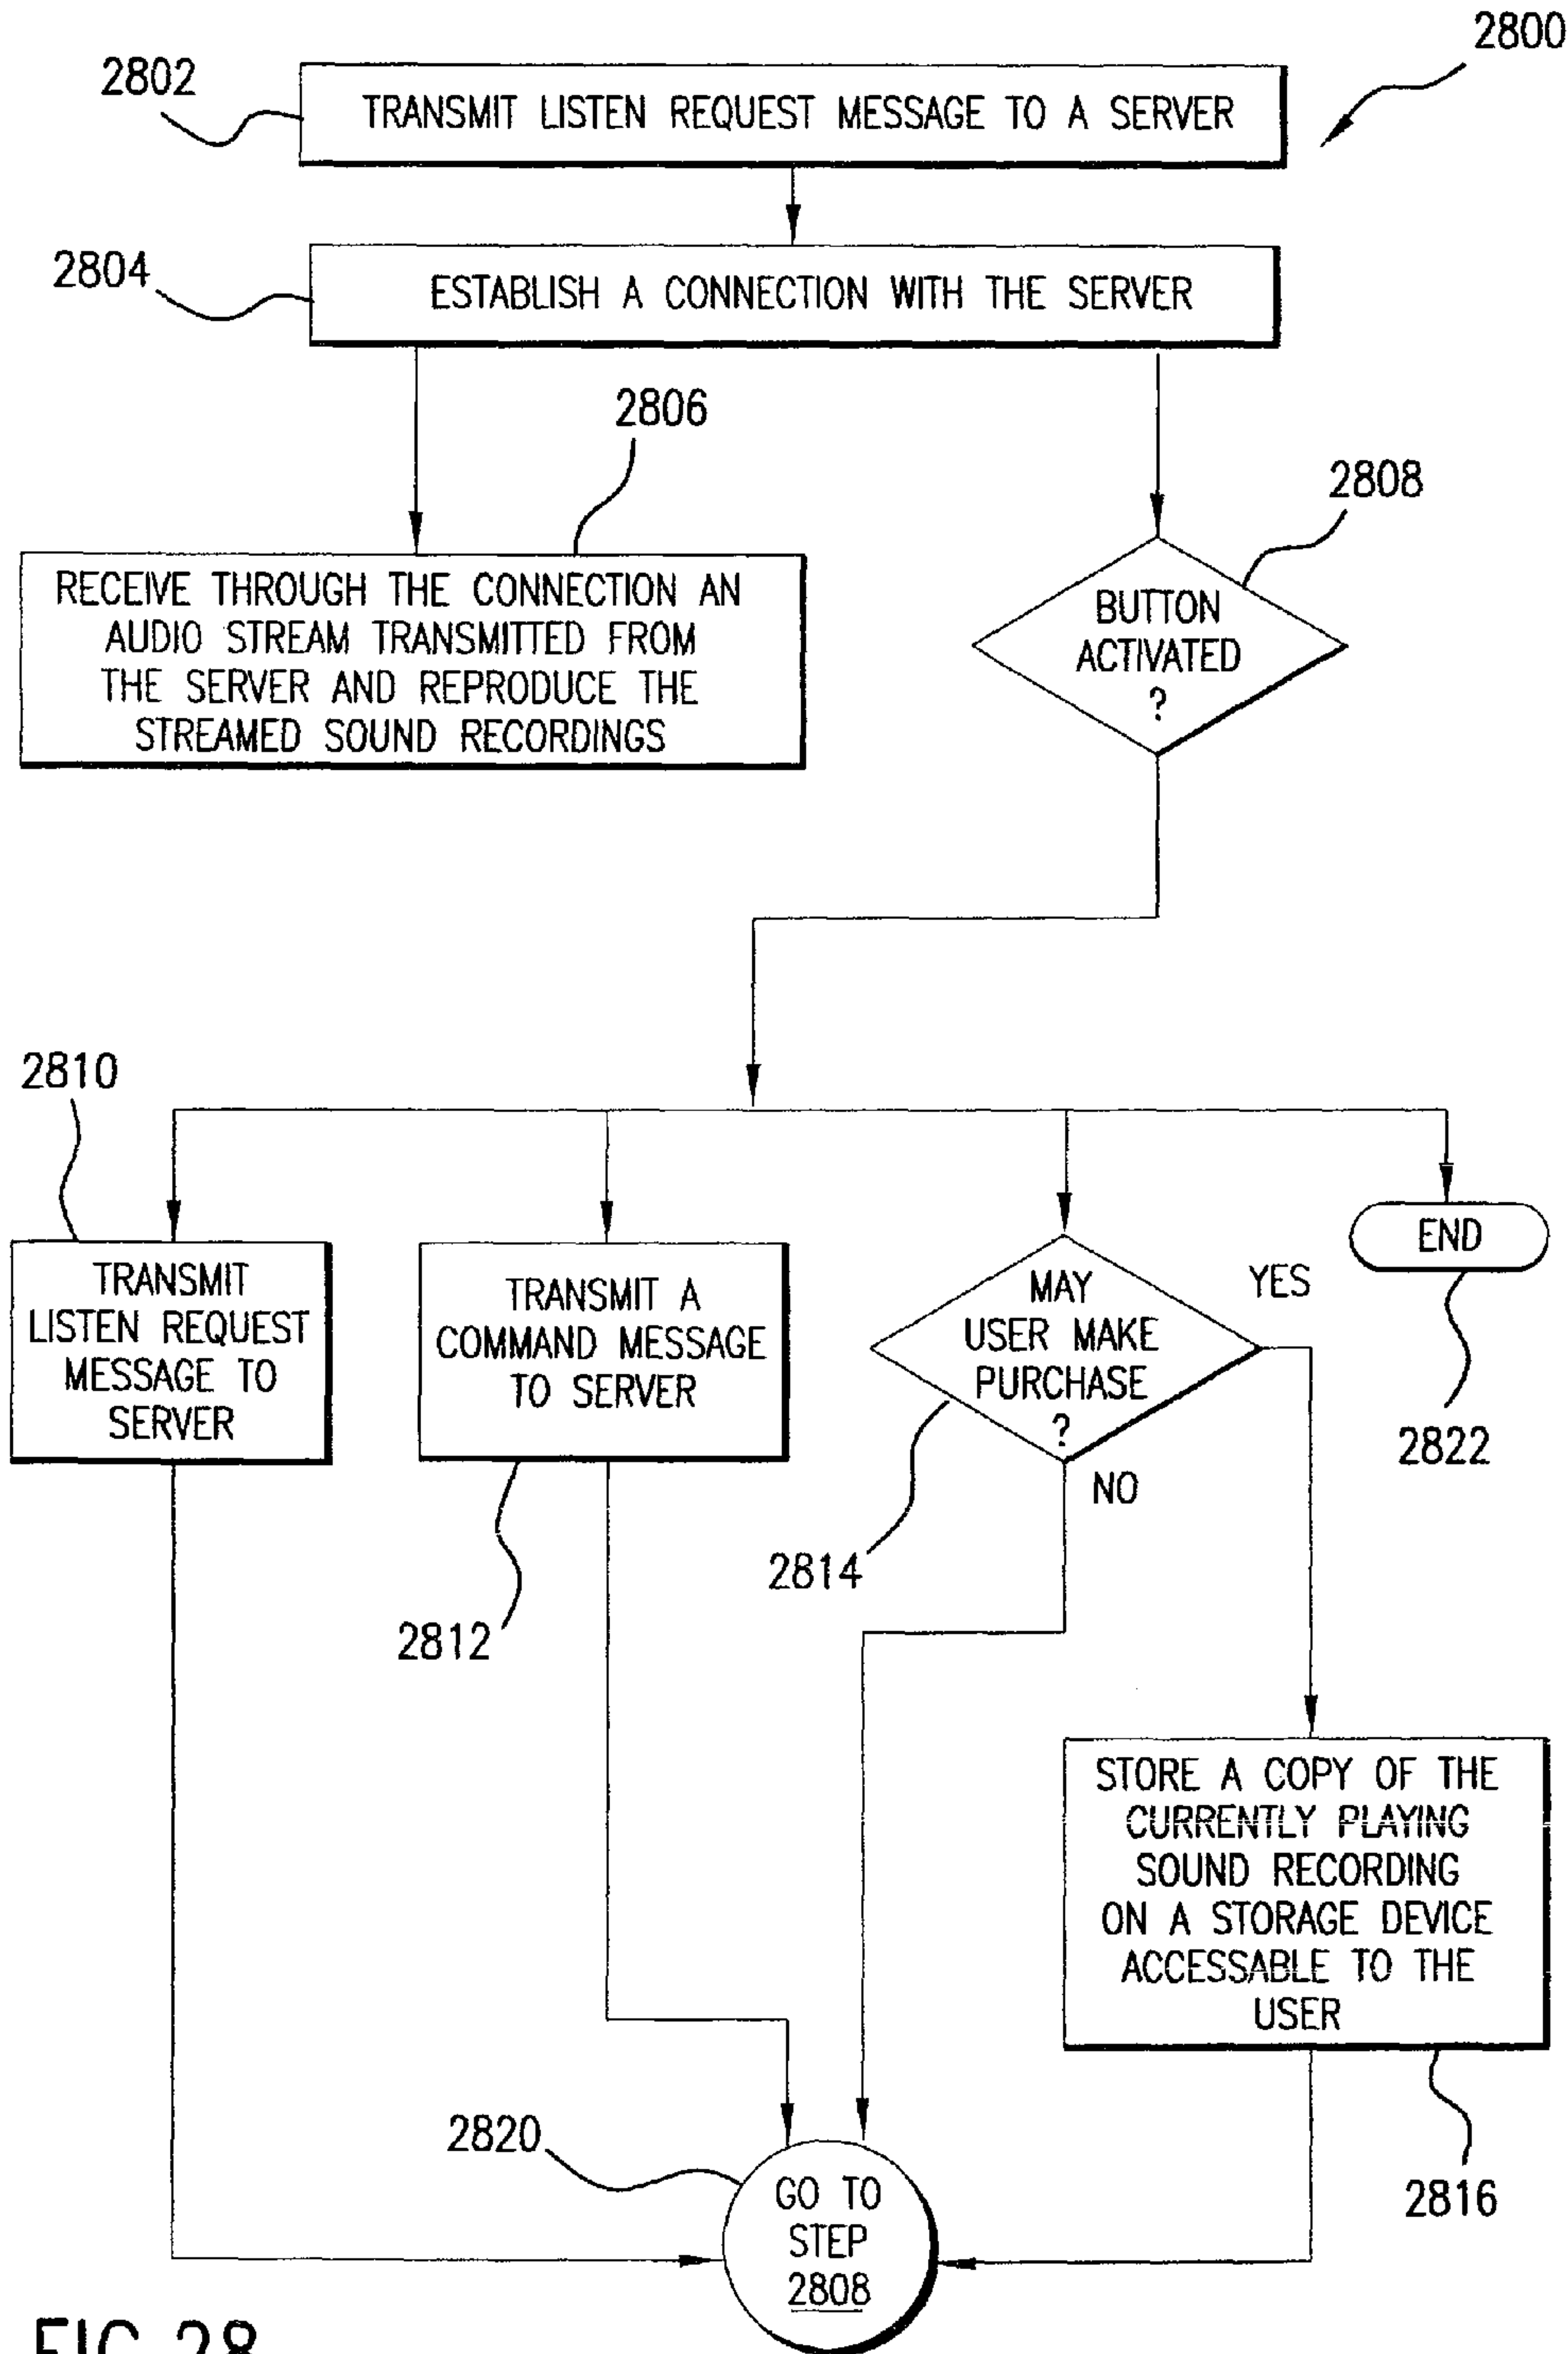 2800
2802
TRANSMIT LISTEN REQUEST MESSAGE TO A SERVER
2804
ESTABLISH A CONNECTION WITH THE SERVER
2806
2808
RECEIVE THROUGH THE CONNECTION AN
AUDIO STREAM TRANSMITTED FROM
THE SERVER AND REPRODUCE THE
STREAMED SOUND RECORDINGS
BUTTON
ACTIVATED
?
2810
TRANSMIT
LISTEN REQUEST
MESSAGE TO
SERVER
TRANSMIT A
COMMAND MESSAGE
TO SERVER
2812
MAY
USER MAKE
PURCHASE
?
YES
NO
2814
END
2822
STORE A COPY OF THE
CURRENTLY PLAYING
SOUND RECORDING
ON A STORAGE DEVICE
ACCESSABLE TO THE
USER
2816
2820
GO TO
STEP
2808
FIG.28